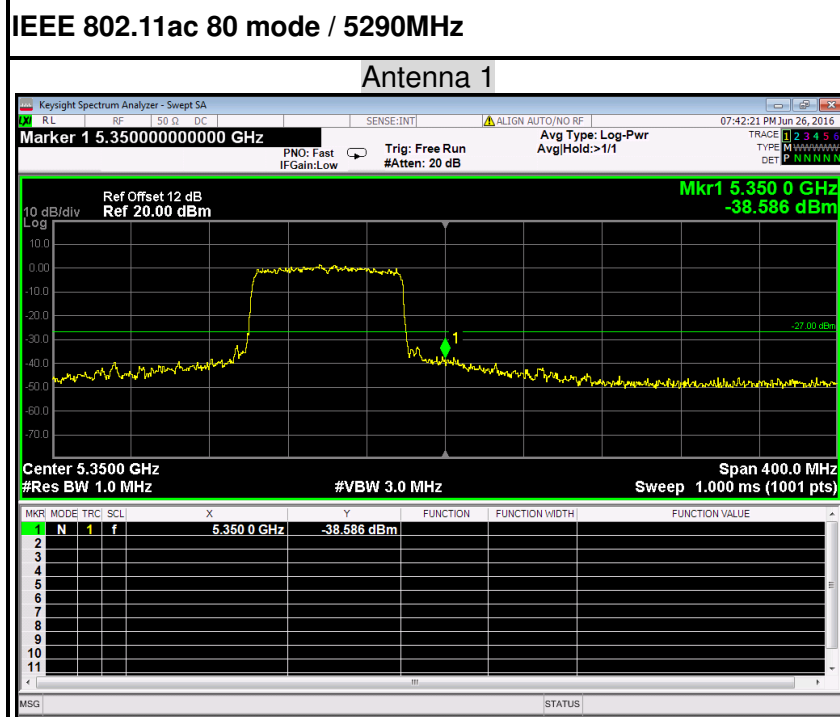 IEEE 802.11ac 80 mode / 5290MHz
Antenna 1
Keysight Spectrum Analyzer - Swept SA
RL RF 50 Ω DC SENSE:INT ALIGN AUTO/NO RF 07:42:21 PM Jun 26, 2016
Marker 1 5.350000000000 GHz
PNO: Fast
IFGain:Low
Trig: Free Run
#Atten: 20 dB
Avg Type: Log-Pwr
Avg|Hold:>1/1
TRACE 1 2 3 4 5 6
TYPE M WWWWW
DET P N N N N N
Mkr1 5.350 0 GHz
-38.586 dBm
Ref Offset 12 dB
10 dB/div Ref 20.00 dBm
Log
10.0
0.00
-10.0
-20.0
-27.00 dBm
-30.0
1
-40.0
-50.0
-60.0
-70.0
Center 5.3500 GHz Span 400.0 MHz
#Res BW 1.0 MHz #VBW 3.0 MHz Sweep 1.000 ms (1001 pts)
MKR MODE TRC SCL X Y FUNCTION FUNCTION WIDTH FUNCTION VALUE
1 N 1 f 5.350 0 GHz -38.586 dBm
2
3
4
5
6
7
8
9
10
11
MSG STATUS